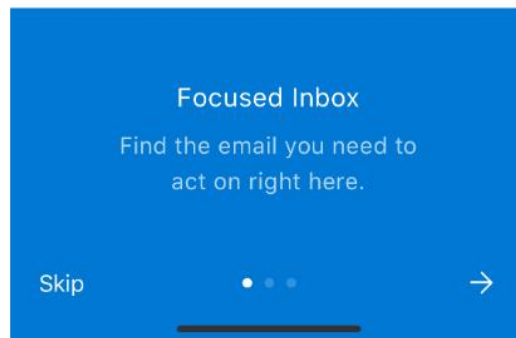 Focused Inbox
Find the email you need to
act on right here.
Skip